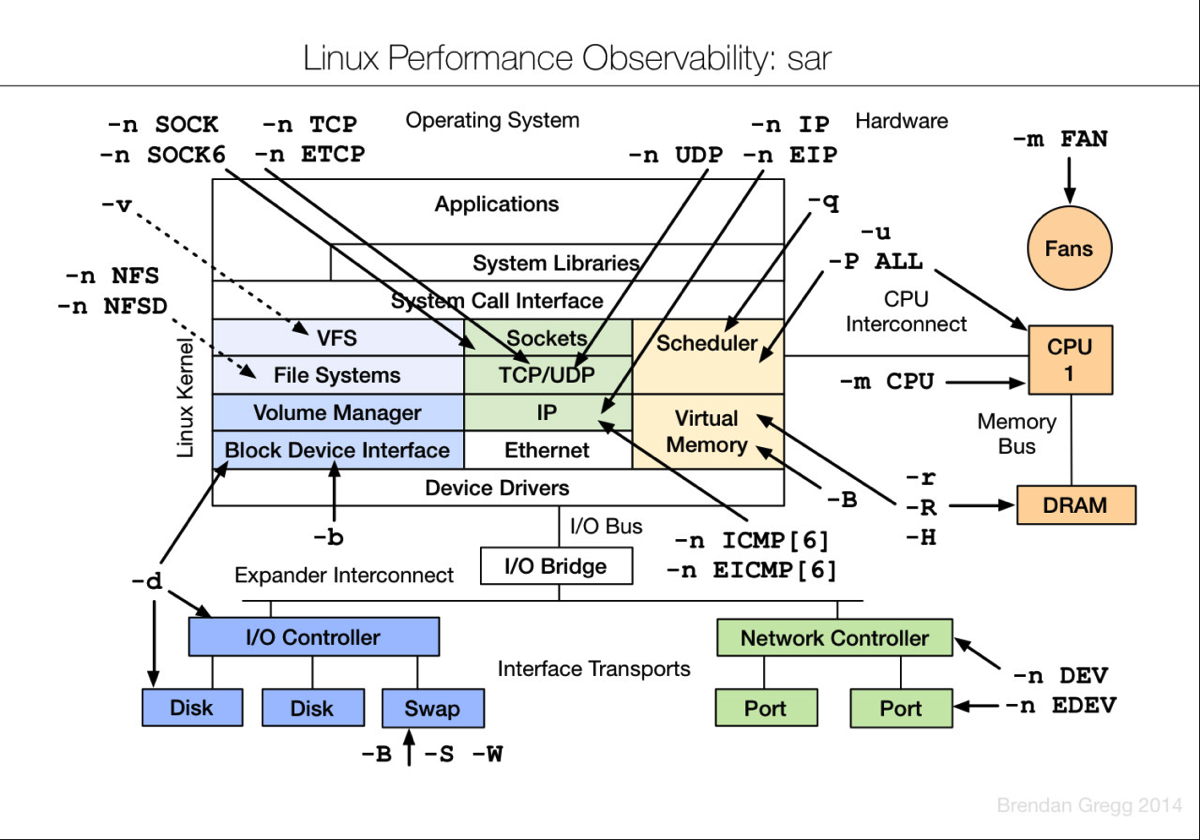 Linux Performance Observability: sar
-n SOCK
-n SOCK6
-n TCP
-n ETCP
Operating System
-n UDP
-n IP
-n EIP
Hardware
-m FAN
Fans
-v
-n NFS
-n NFSD
-q
-u
-P ALL
CPU
Interconnect
Applications
System Libraries
System Call Interface
Linux Kernel
VFS
Sockets
Scheduler
File Systems
TCP/UDP
Volume Manager
IP
Virtual
Memory
Block Device Interface
Ethernet
Device Drivers
CPU
1
-m CPU
Memory
Bus
DRAM
-r
-R
-H
-B
-b
-d
I/O Bus
-n ICMP[6]
-n EICMP[6]
Expander Interconnect
I/O Bridge
I/O Controller
Network Controller
Interface Transports
-n DEV
-n EDEV
Disk
Disk
Swap
Port
Port
-B -S -W
Brendan Gregg 2014